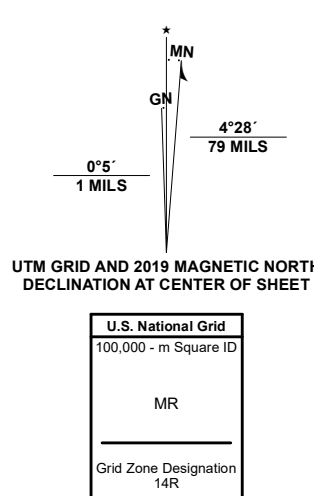 ★
MN
GN
4°28´
79 MILS
0°5´
1 MILS
UTM GRID AND 2019 MAGNETIC NORTH
DECLINATION AT CENTER OF SHEET
U.S. National Grid
100,000 - m Square ID
MR
Grid Zone Designation
14R